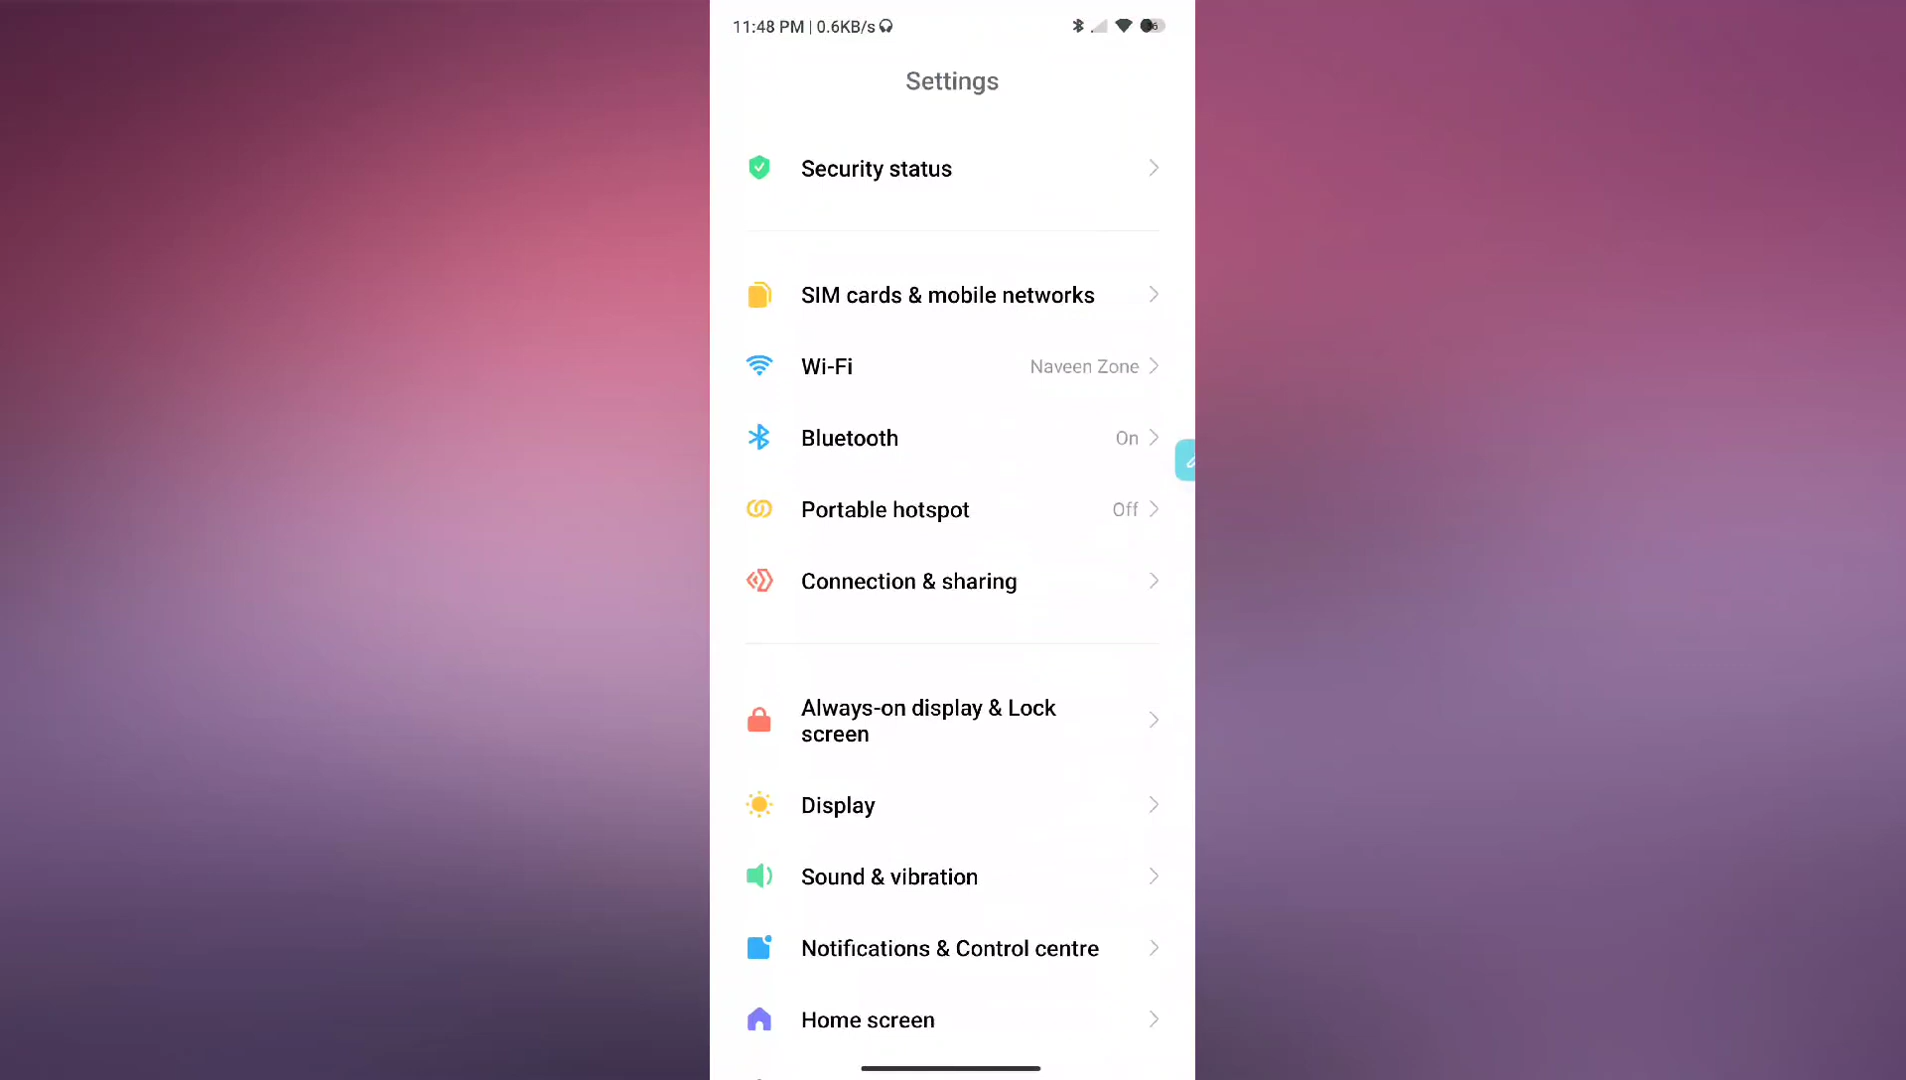 11:48 PM | 0.6KB/s
Settings
Security status
SIM cards & mobile networks
Wi-Fi Naveen Zone
Bluetooth On
Portable hotspot Off
Connection & sharing
Always-on display & Lock
screen
Display
Sound & vibration
Notifications & Control centre
Home screen